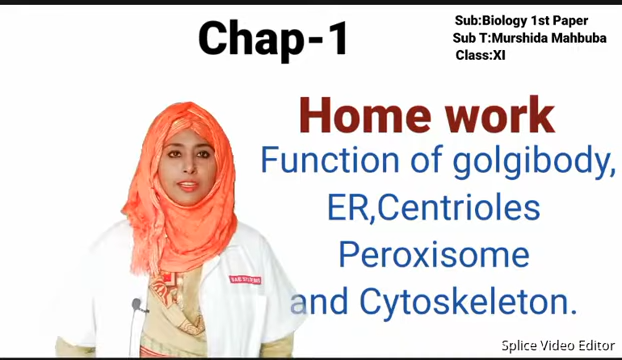 Chap-1
Sub:Biology 1st Paper
Sub T:Murshida Mahbuba
Class:XI
Home work
Function of golgibody,
ER,Centrioles
Peroxisome
and Cytoskeleton.
Splice Video Editor